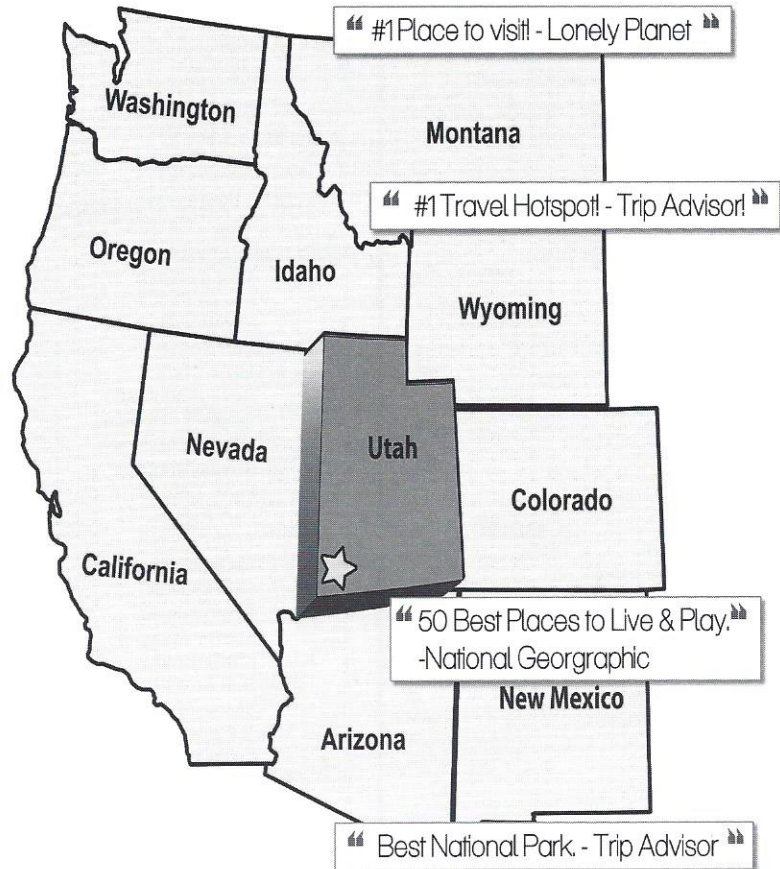 “ #1 Place to visit! - Lonely Planet ”
Washington
Montana
“ #1 Travel Hotspot! - Trip Advisor! ”
Oregon
Idaho
Wyoming
Nevada
Utah
Colorado
California
“ 50 Best Places to Live & Play. ”
-National Georgraphic
New Mexico
Arizona
“ Best National Park. - Trip Advisor ”